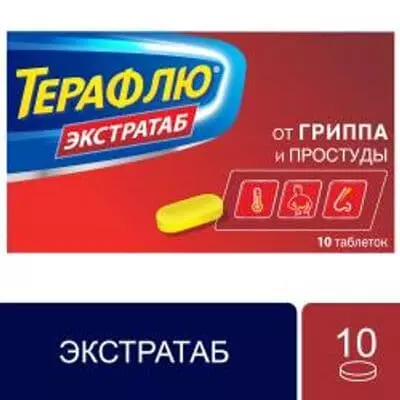 ТЕРАФЛЮ®
ЭКСТРАТАБ
от ГРИППА
и ПРОСТУДЫ
10 таблеток
ЭКСТРАТАБ
10